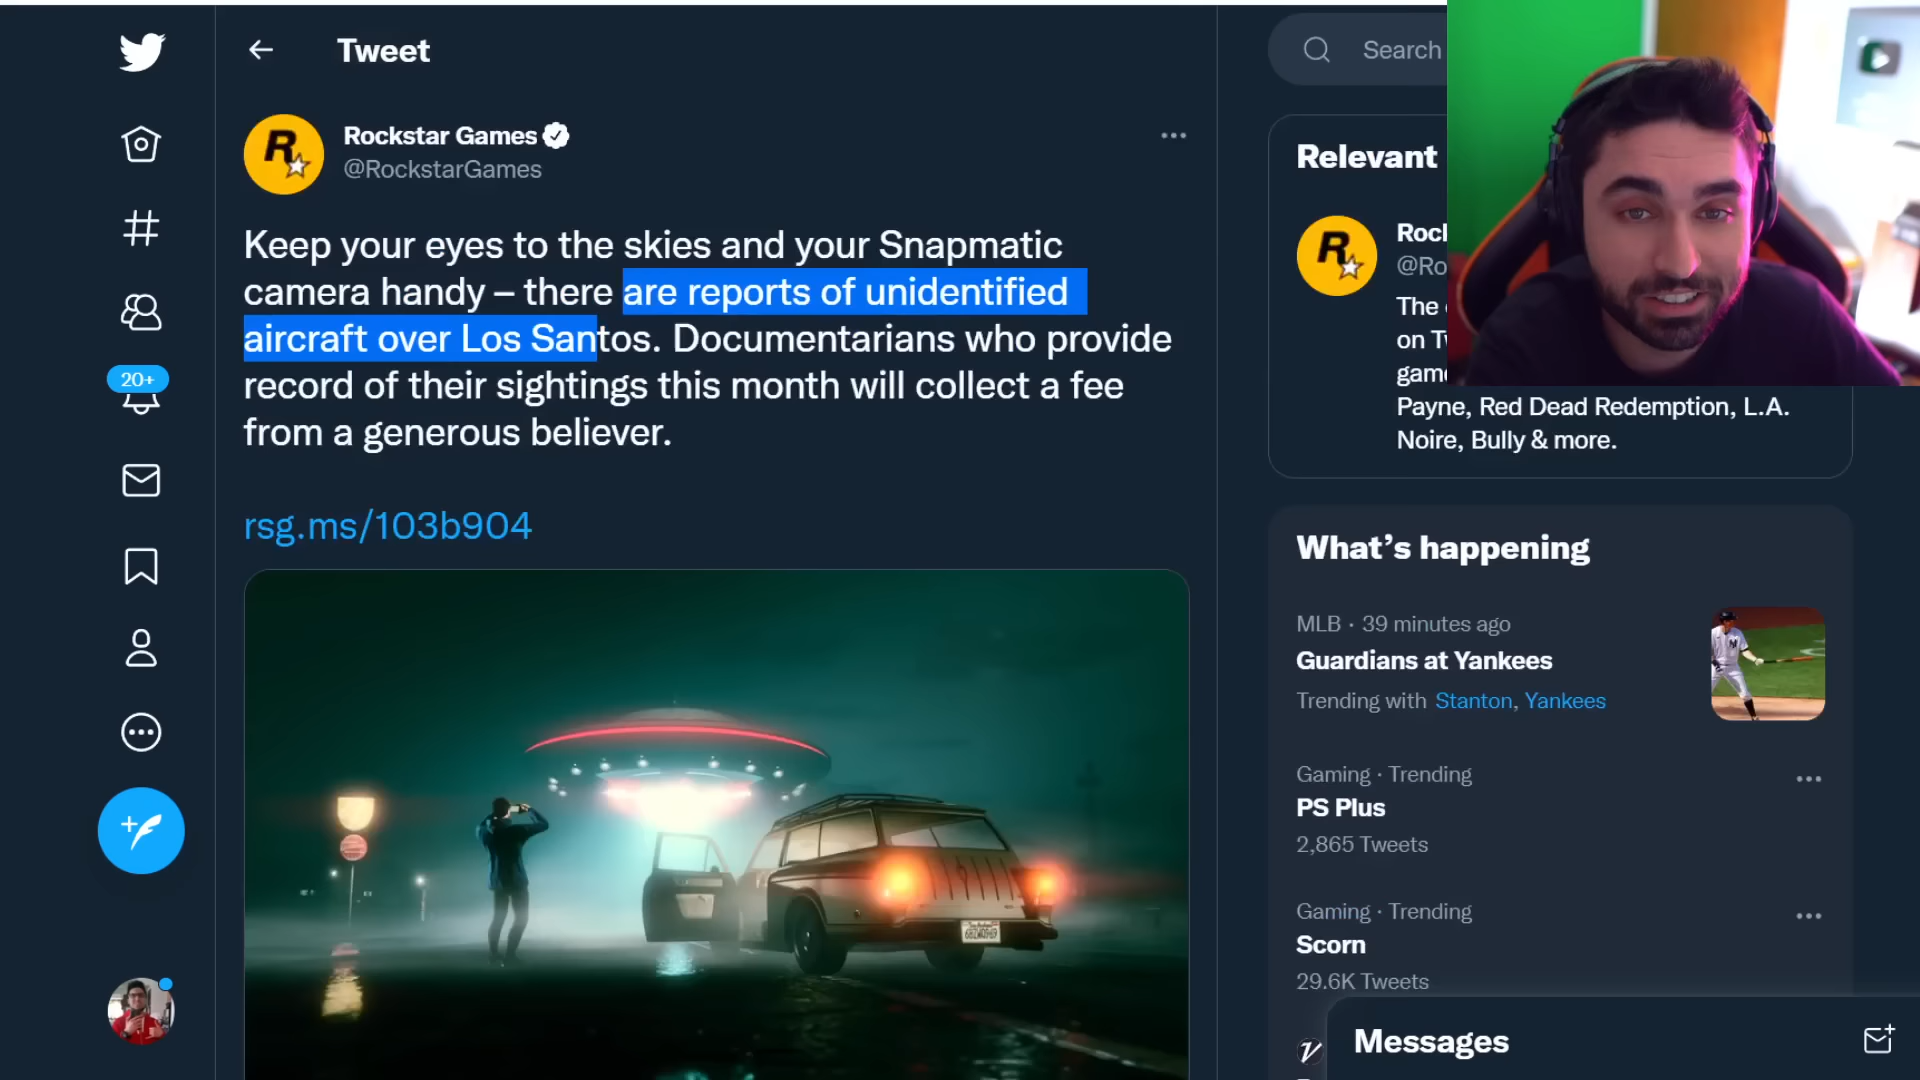 Tweet
Search
Rockstar Games
@RockstarGames
Keep your eyes to the skies and your Snapmatic
camera handy – there are reports of unidentified
aircraft over Los Santos. Documentarians who provide
record of their sightings this month will collect a fee
from a generous believer.
rsg.ms/103b904
20+
Relevant
@Ro
The
on
Payne, Red Dead Redemption, L.A.
Noire, Bully & more.
What’s happening
MLB · 39 minutes ago
Guardians at Yankees
Trending with Stanton, Yankees
Gaming · Trending
PS Plus
2,865 Tweets
Gaming · Trending
Scorn
29.6K Tweets
Messages